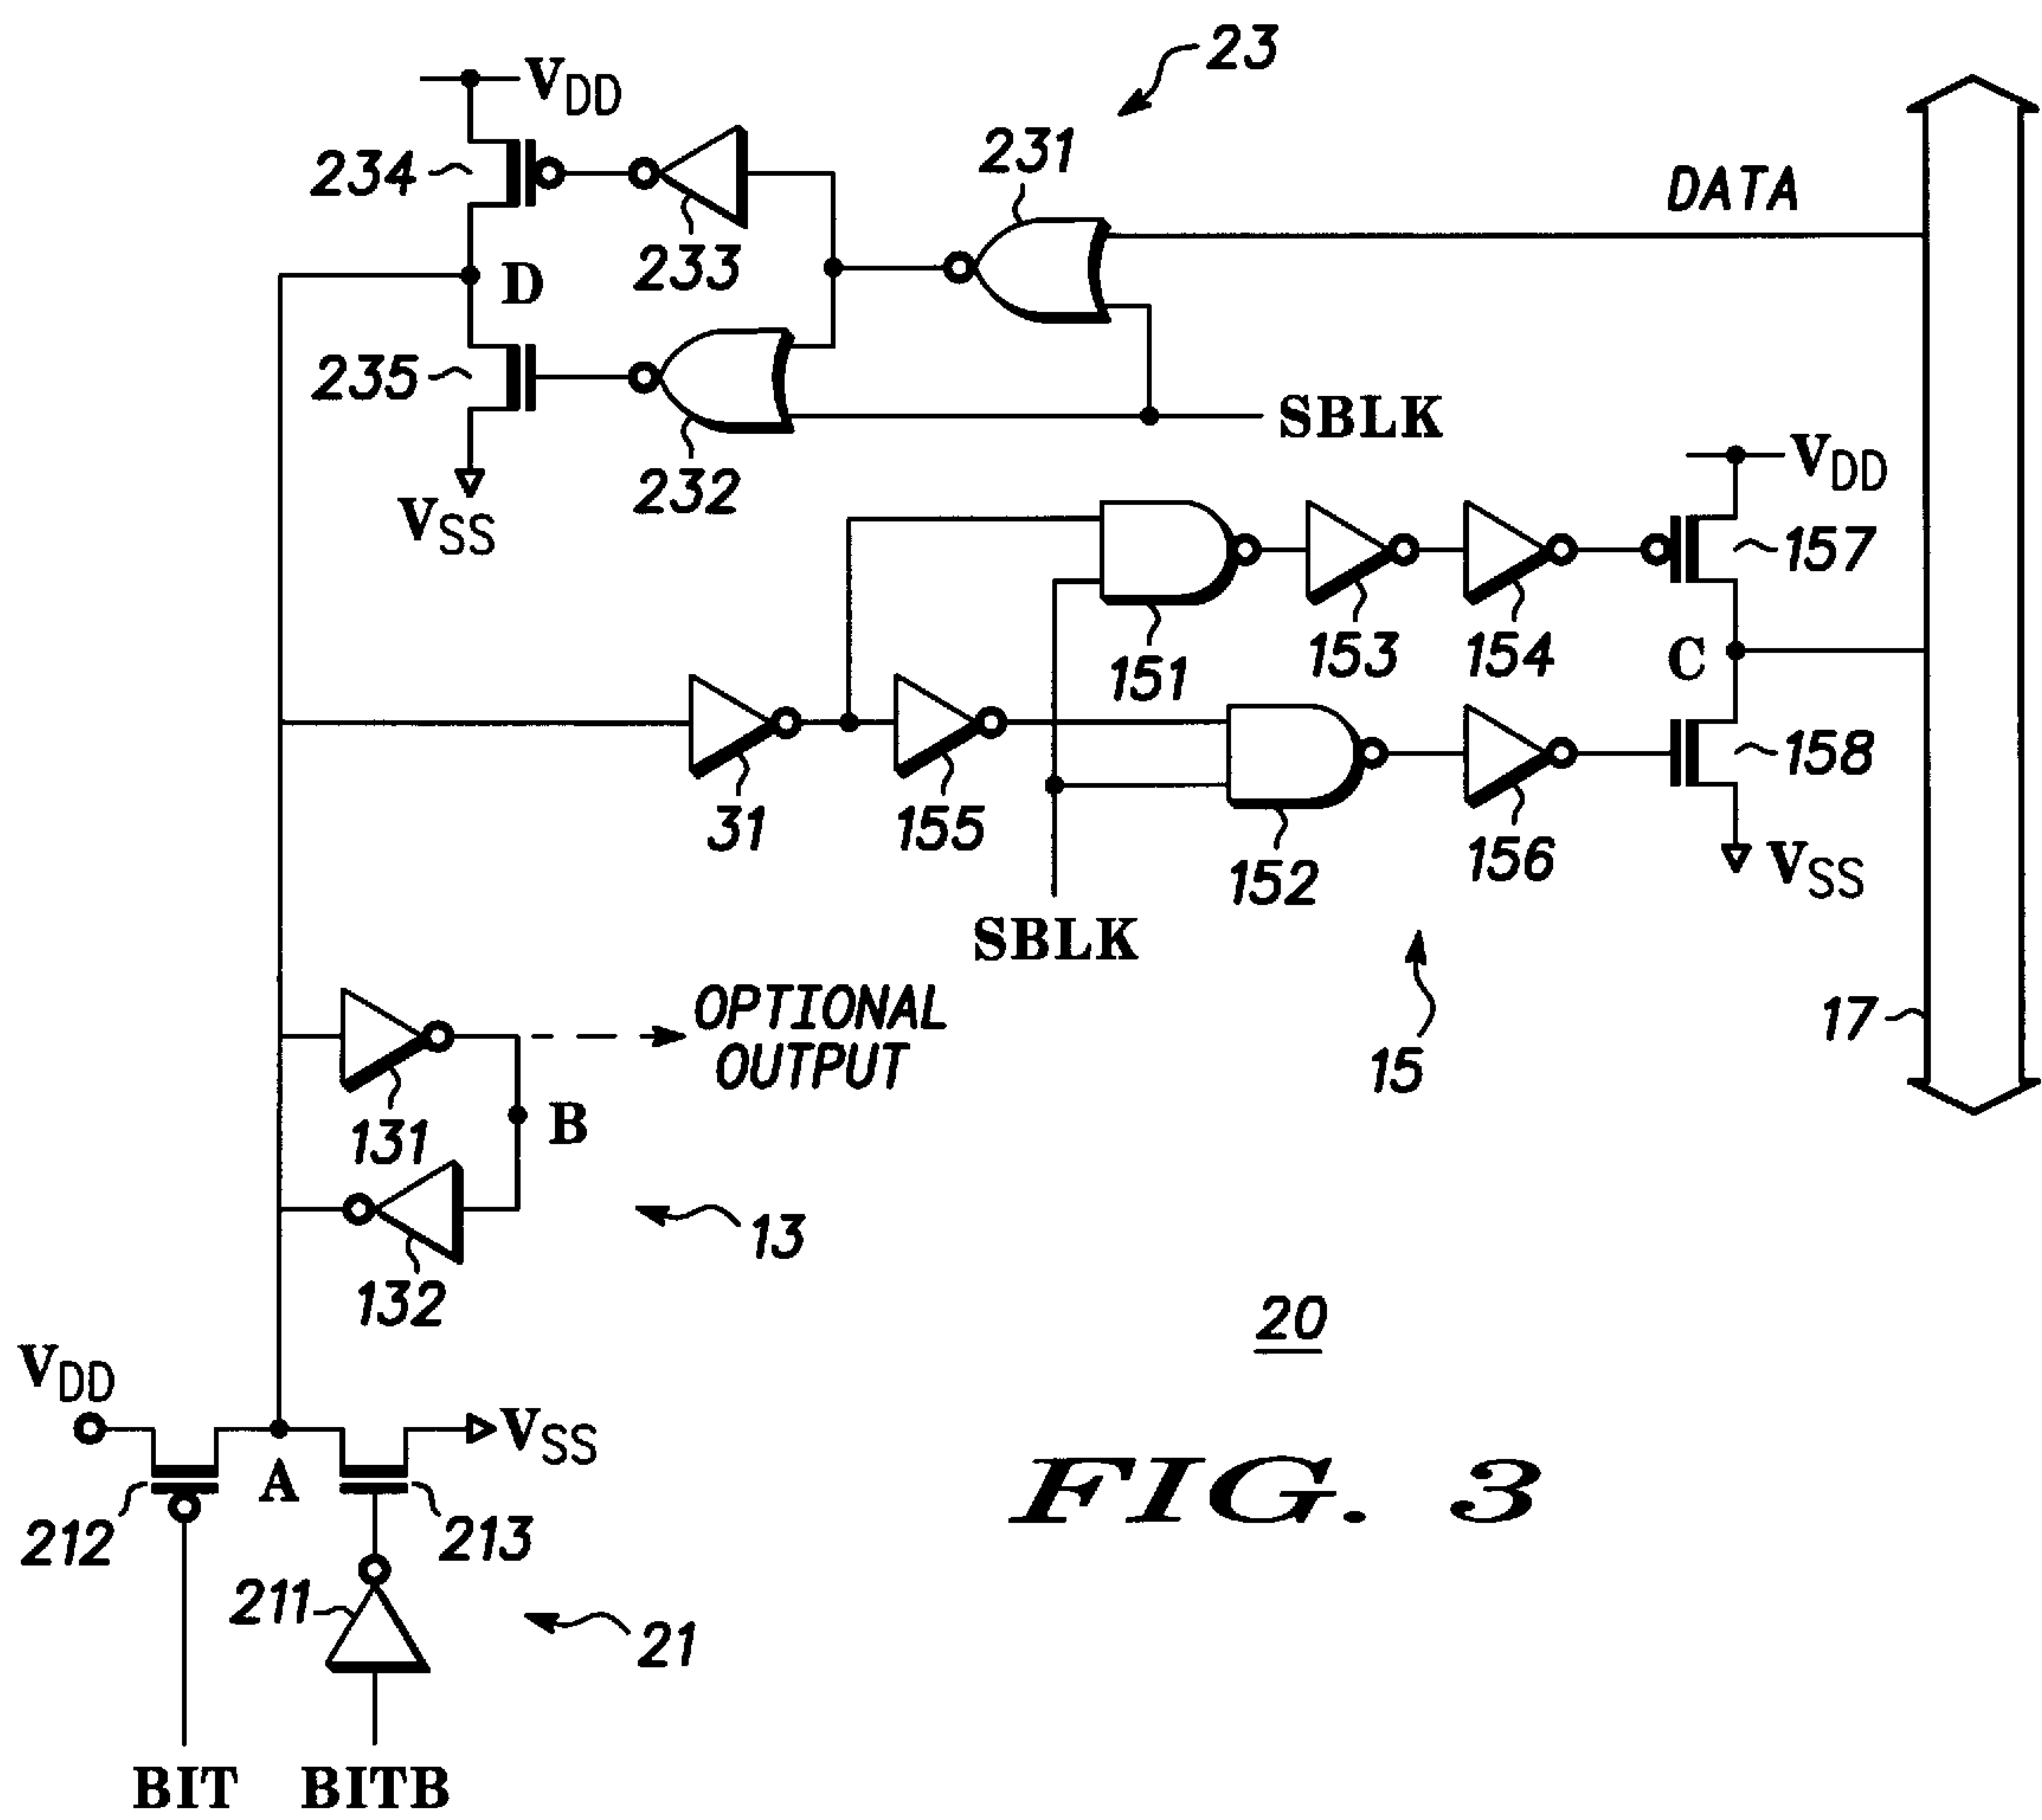 23
VDD
234
233
231
DATA
D
235
232
SBLK
VSS
VDD
157
151
153
154
C
31
155
158
152
156
VSS
SBLK
OPTIONAL
OUTPUT
15
17
131
B
132
13
20
VDD
VSS
A
212
213
FIG. 3
211
21
BIT
BITB